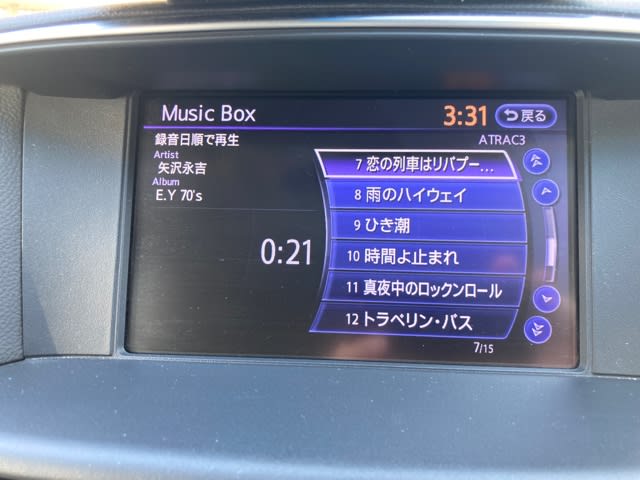 Music Box
3:31
戻る
録音日順で再生
ATRAC3
Artist
矢沢永吉
Album
E.Y 70's
0:21
7 恋の列車はリバプー...
8 雨のハイウェイ
9 ひき潮
10 時間よ止まれ
11 真夜中のロックンロール
12 トラベリン・バス
7/15